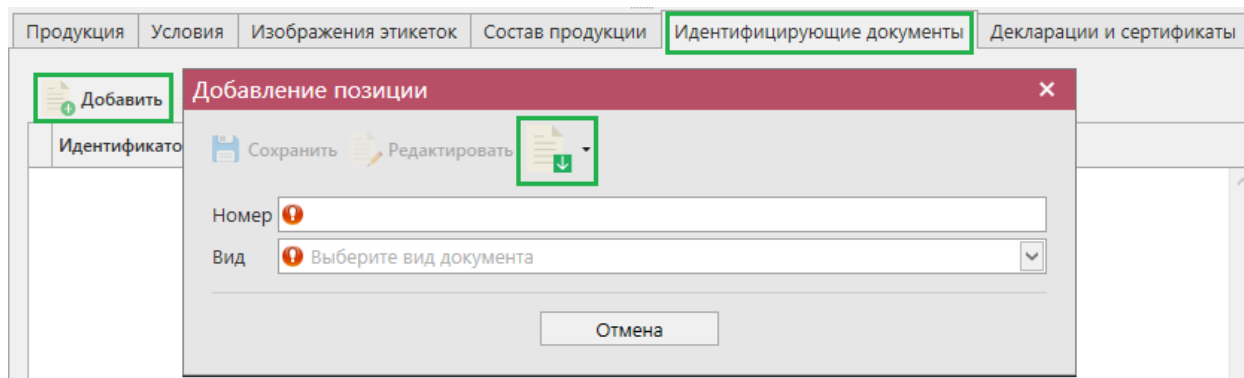 Продукция Условия Изображения этикеток Состав продукции Идентифицирующие документы Декларации и сертификаты
Добавить
Добавление позиции
Идентификато
Сохранить Редактировать
Номер
Вид Выберите вид документа
Отмена